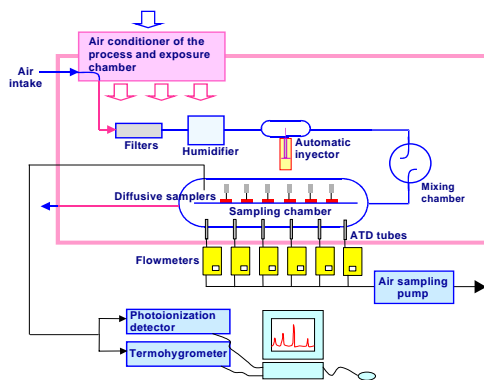 Air conditioner of the
process and exposure
chamber
Air
intake
Filters
Humidifier
Automatic
inyector
Mixing
chamber
Diffusive samplers
Sampling chamber
ATD tubes
Flowmeters
Air sampling
pump
Photoionization
detector
Termohygrometer